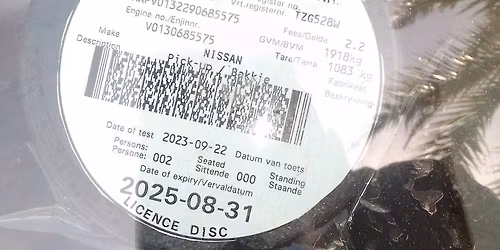 Vrt.registernr. TZG528W
Engine no./Enjinnr. Fees/Gelde 2.2
V0130685575 GVM/BVM 1918kg
Make NISSAN Tare/Tarra 1083 kg
Description Pick-up / Bakkie Fabrikaat
Beskrywing
Date of test 2023-09-22 Datum van toets
Persons: Seated Standing
Persone: 002 Sittende 000 Staande
Date of expiry/Vervaldatum
2025-08-31
LICENCE DISC